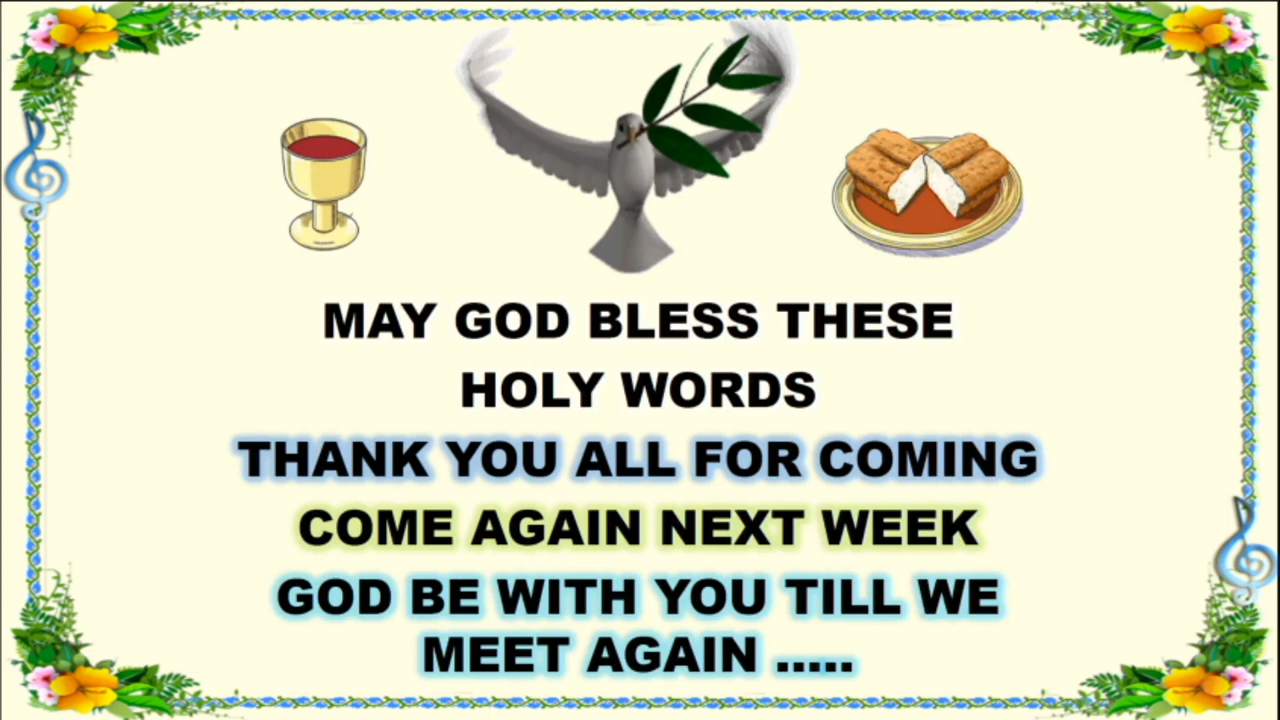 MAY GOD BLESS THESE
HOLY WORDS
THANK YOU ALL FOR COMING
COME AGAIN NEXT WEEK
GOD BE WITH YOU TILL WE
MEET AGAIN .....